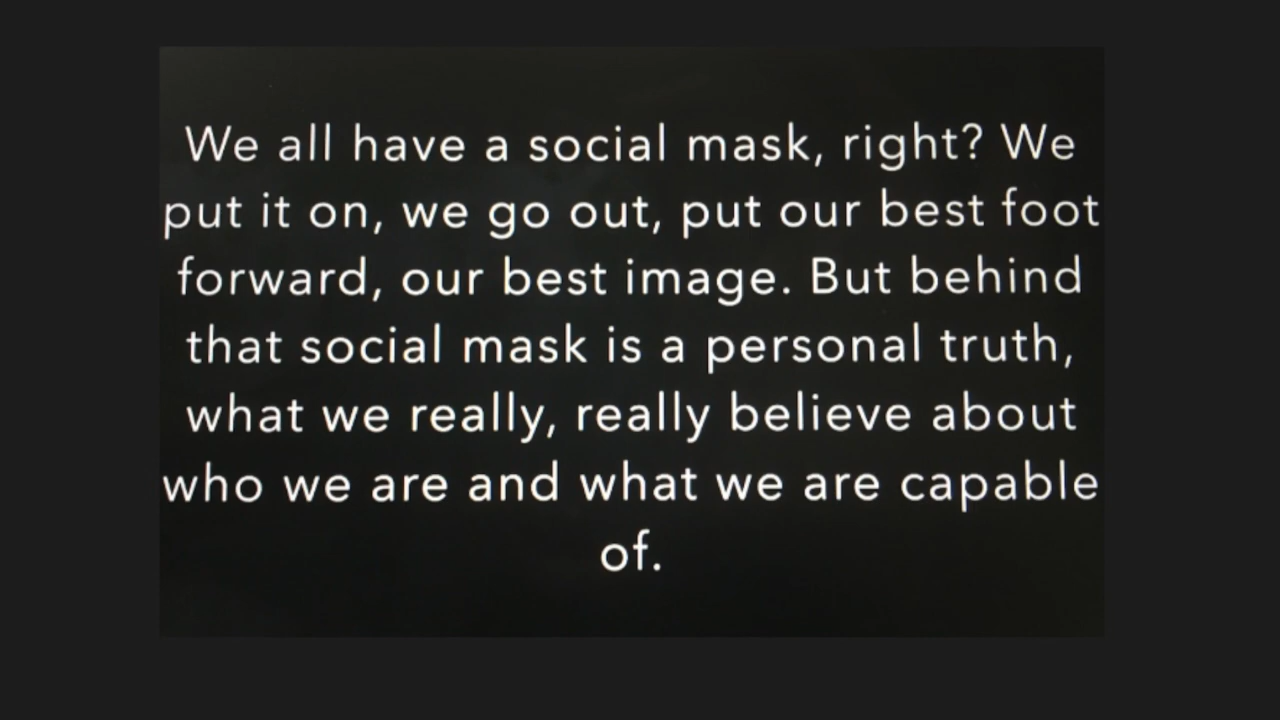 We all have a social mask, right? We
put it on, we go out, put our best foot
forward, our best image. But behind
that social mask is a personal truth,
what we really, really believe about
who we are and what we are capable
of.